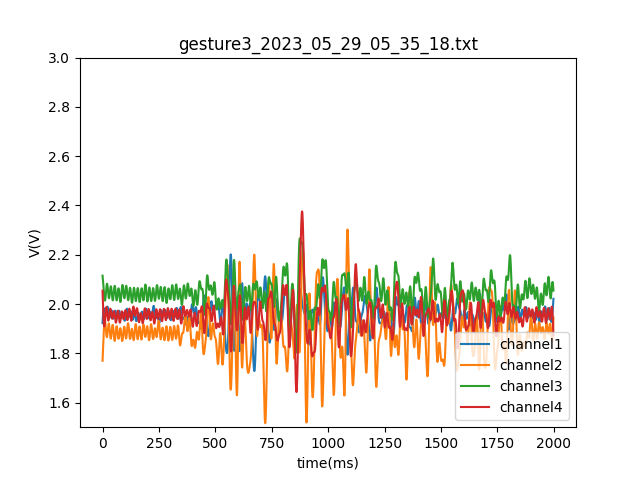 gesture3_2023_05_29_05_35_18.txt
3.0
2.8
2.6
2.4
2.2
2.0
1.8
1.6
V(V)
channel1
channel2
channel3
channel4
0 250 500 750 1000 1250 1500 1750 2000
time(ms)